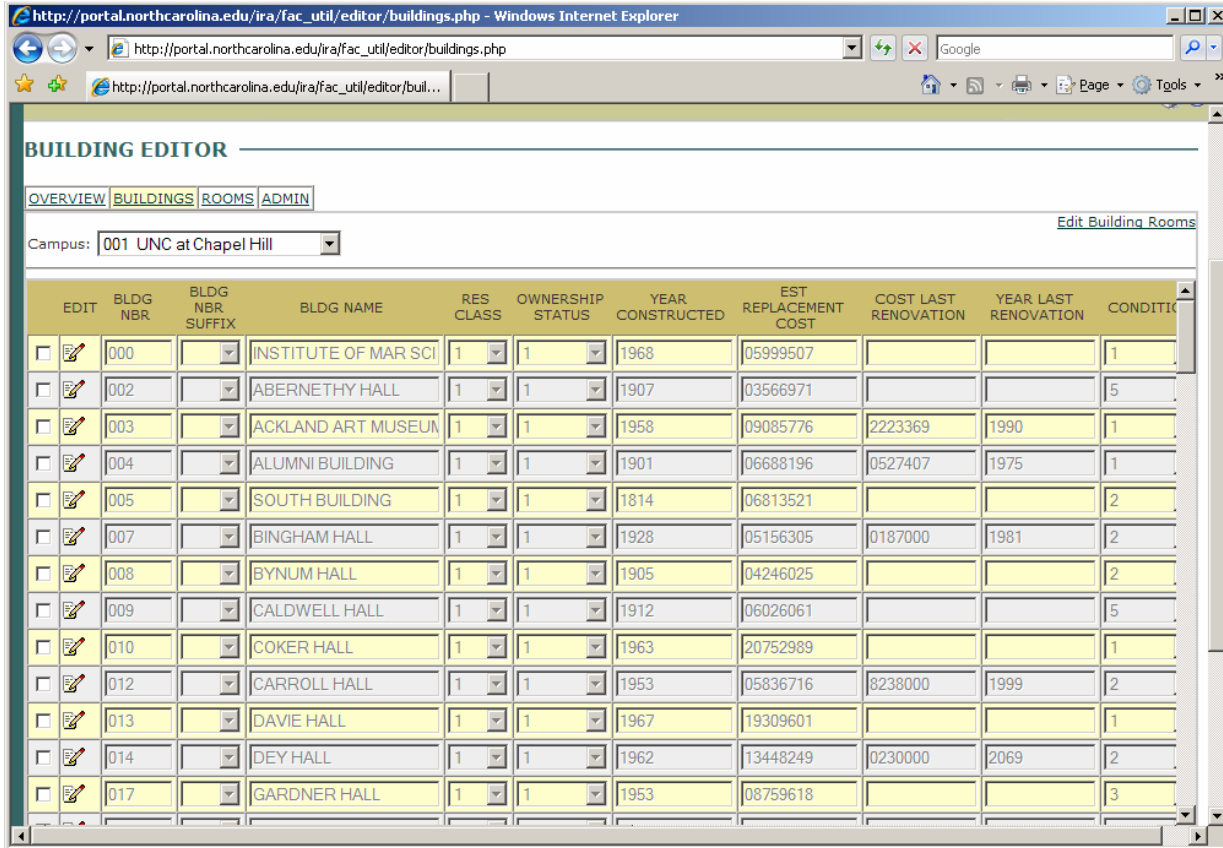 http://portal.northcarolina.edu/ira/fac_util/editor/buildings.php - Windows Internet Explorer
http://portal.northcarolina.edu/ira/fac_util/editor/buildings.php Google
http://portal.northcarolina.edu/ira/fac_util/editor/buil... Page Tools »
BUILDING EDITOR
OVERVIEW BUILDINGS ROOMS ADMIN
Edit Building Rooms
Campus: 001 UNC at Chapel Hill
EDIT BLDG NBR BLDG NBR SUFFIX BLDG NAME RES CLASS OWNERSHIP STATUS YEAR CONSTRUCTED EST REPLACEMENT COST COST LAST RENOVATION YEAR LAST RENOVATION CONDITIO
000 INSTITUTE OF MAR SCI 1 1 1968 05999507 1
002 ABERNETHY HALL 1 1 1907 03566971 5
003 ACKLAND ART MUSEUM 1 1 1958 09085776 2223369 1990 1
004 ALUMNI BUILDING 1 1 1901 06688196 0527407 1975 1
005 SOUTH BUILDING 1 1 1814 06813521 2
007 BINGHAM HALL 1 1 1928 05156305 0187000 1981 2
008 BYNUM HALL 1 1 1905 04246025 2
009 CALDWELL HALL 1 1 1912 06026061 5
010 COKER HALL 1 1 1963 20752989 1
012 CARROLL HALL 1 1 1953 05836716 8238000 1999 2
013 DAVIE HALL 1 1 1967 19309601 1
014 DEY HALL 1 1 1962 13448249 0230000 2069 2
017 GARDNER HALL 1 1 1953 08759618 3